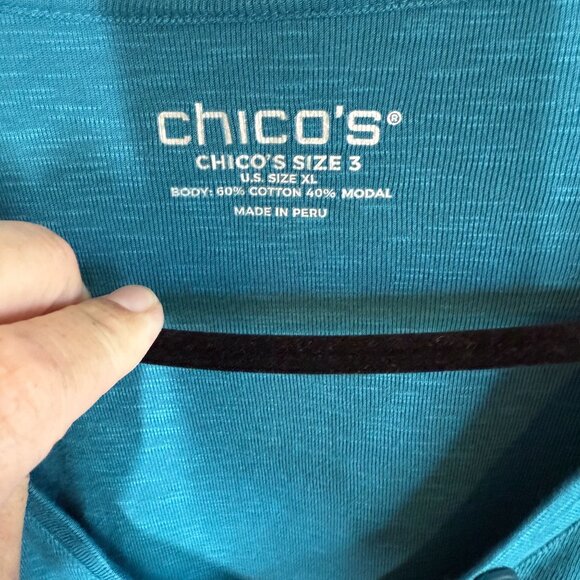 chico's®
CHICO'S SIZE 3
U.S. SIZE XL
BODY: 60% COTTON 40% MODAL
MADE IN PERU